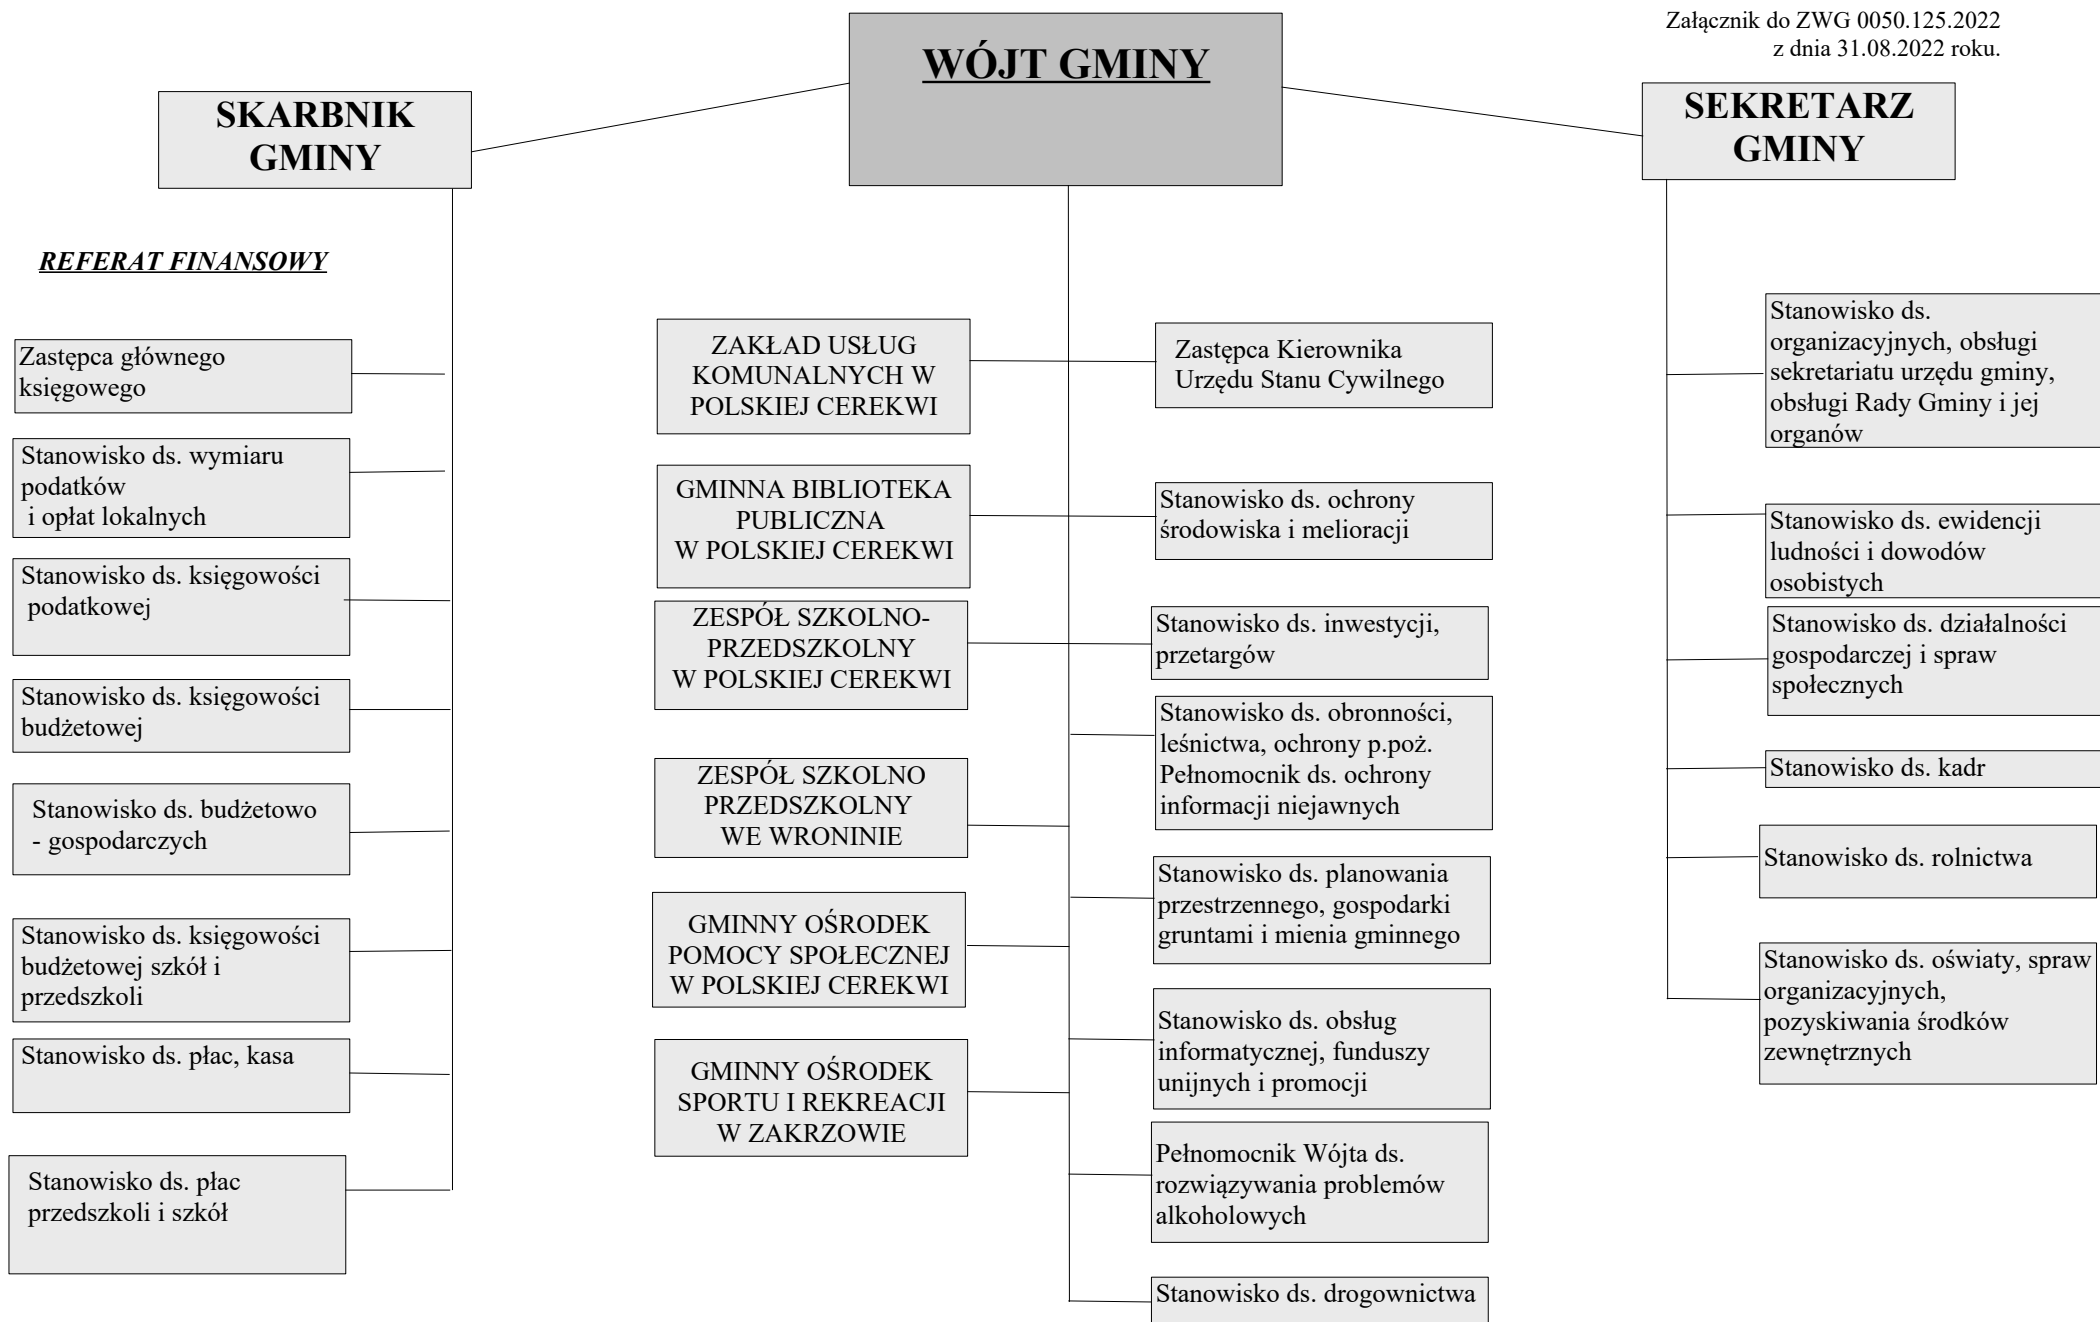 Załącznik do ZWG 0050.125.2022
z dnia 31.08.2022 roku.
WÓJT GMINY
SKARBNIK
GMINY
SEKRETARZ
GMINY
REFERAT FINANSOWY
Zastępca głównego
księgowego
Stanowisko ds. wymiaru
podatków
i opłat lokalnych
Stanowisko ds. księgowości
podatkowej
Stanowisko ds. księgowości
budżetowej
Stanowisko ds. budżetowo
- gospodarczych
Stanowisko ds. księgowości
budżetowej szkół i
przedszkoli
Stanowisko ds. płac, kasa
Stanowisko ds. płac
przedszkoli i szkół
ZAKŁAD USŁUG
KOMUNALNYCH W
POLSKIEJ CEREKWI
GMINNA BIBLIOTEKA
PUBLICZNA
W POLSKIEJ CEREKWI
ZESPÓŁ SZKOLNO-
PRZEDSZKOLNY
W POLSKIEJ CEREKWI
ZESPÓŁ SZKOLNO
PRZEDSZKOLNY
WE WRONINIE
GMINNY OŚRODEK
POMOCY SPOŁECZNEJ
W POLSKIEJ CEREKWI
GMINNY OŚRODEK
SPORTU I REKREACJI
W ZAKRZOWIE
Zastępca Kierownika
Urzędu Stanu Cywilnego
Stanowisko ds. ochrony
środowiska i melioracji
Stanowisko ds. inwestycji,
przetargów
Stanowisko ds. obronności,
leśnictwa, ochrony p.poż.
Pełnomocnik ds. ochrony
informacji niejawnych
Stanowisko ds. planowania
przestrzennego, gospodarki
gruntami i mienia gminnego
Stanowisko ds. obsług
informatycznej, funduszy
unijnych i promocji
Pełnomocnik Wójta ds.
rozwiązywania problemów
alkoholowych
Stanowisko ds. drogownictwa
Stanowisko ds.
organizacyjnych, obsługi
sekretariatu urzędu gminy,
obsługi Rady Gminy i jej
organów
Stanowisko ds. ewidencji
ludności i dowodów
osobistych
Stanowisko ds. działalności
gospodarczej i spraw
społecznych
Stanowisko ds. kadr
Stanowisko ds. rolnictwa
Stanowisko ds. oświaty, spraw
organizacyjnych,
pozyskiwania środków
zewnętrznych